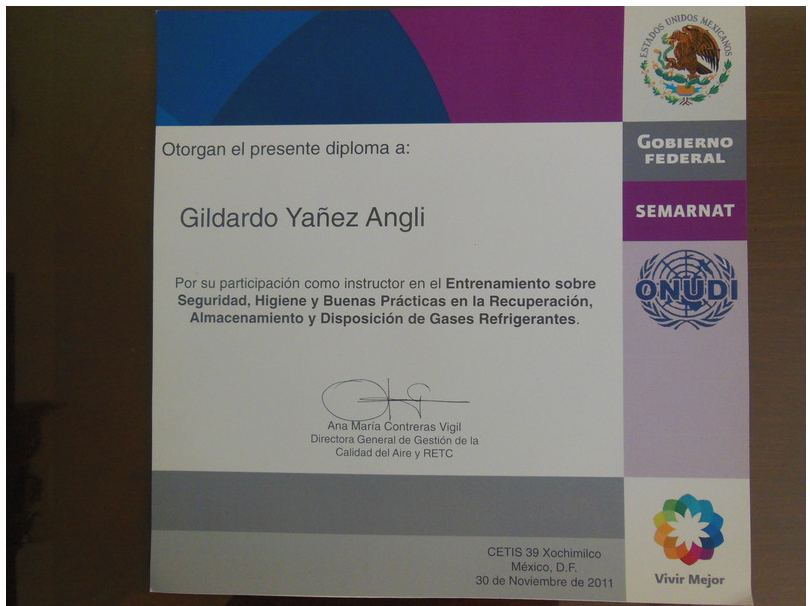 Otorgan el presente diploma a:
Gildardo Yañez Angli
Por su participación como instructor en el Entrenamiento sobre
Seguridad, Higiene y Buenas Prácticas en la Recuperación,
Almacenamiento y Disposición de Gases Refrigerantes.
Ana María Contreras Vigil
Directora General de Gestión de la
Calidad del Aire y RETC
CETIS 39 Xochimilco
México, D.F.
30 de Noviembre de 2011
ESTADOS UNIDOS MEXICANOS
GOBIERNO
FEDERAL
SEMARNAT
ONUDI
Vivir Mejor